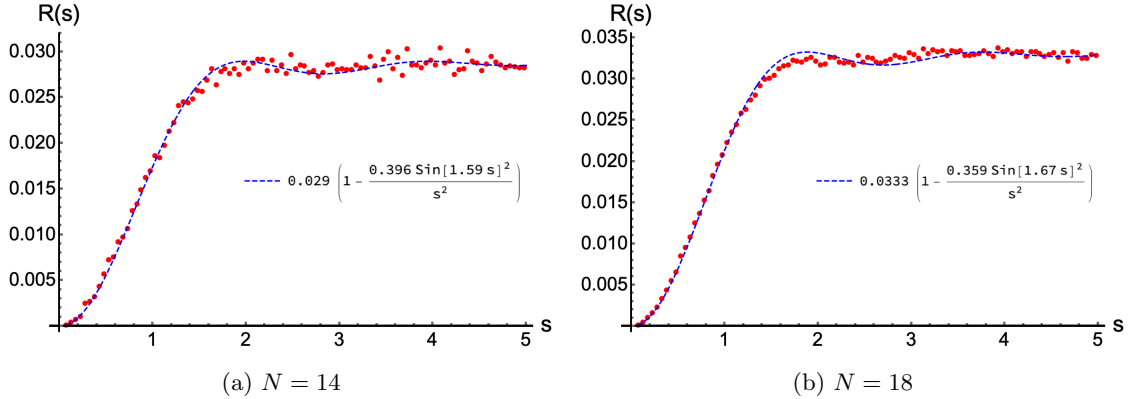 R(s)
0.030
0.025
0.020
0.015
0.010
0.005
1 2 3 4 5 s
0.029 (1 - 0.396 Sin[1.59 s]^2 / s^2)
(a) N = 14
R(s)
0.035
0.030
0.025
0.020
0.015
0.010
0.005
1 2 3 4 5 s
0.0333 (1 - 0.359 Sin[1.67 s]^2 / s^2)
(b) N = 18